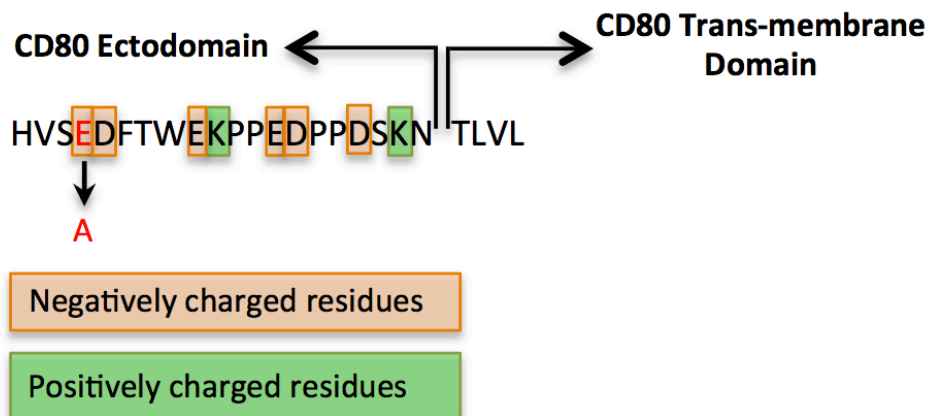 CD80 Ectodomain
CD80 Trans-membrane
Domain
HVSEDFTWEKPPEDPPDSKN TLVL
A
Negatively charged residues
Positively charged residues